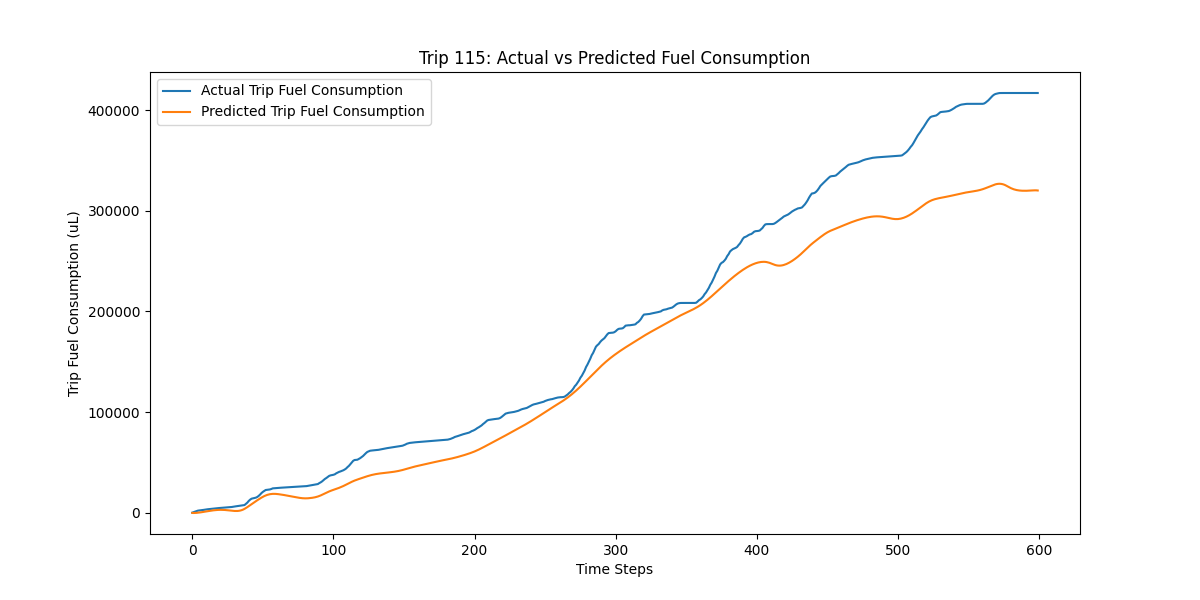 Trip 115: Actual vs Predicted Fuel Consumption
Actual Trip Fuel Consumption
Predicted Trip Fuel Consumption
Trip Fuel Consumption (uL)
400000
300000
200000
100000
0
0 100 200 300 400 500 600
Time Steps